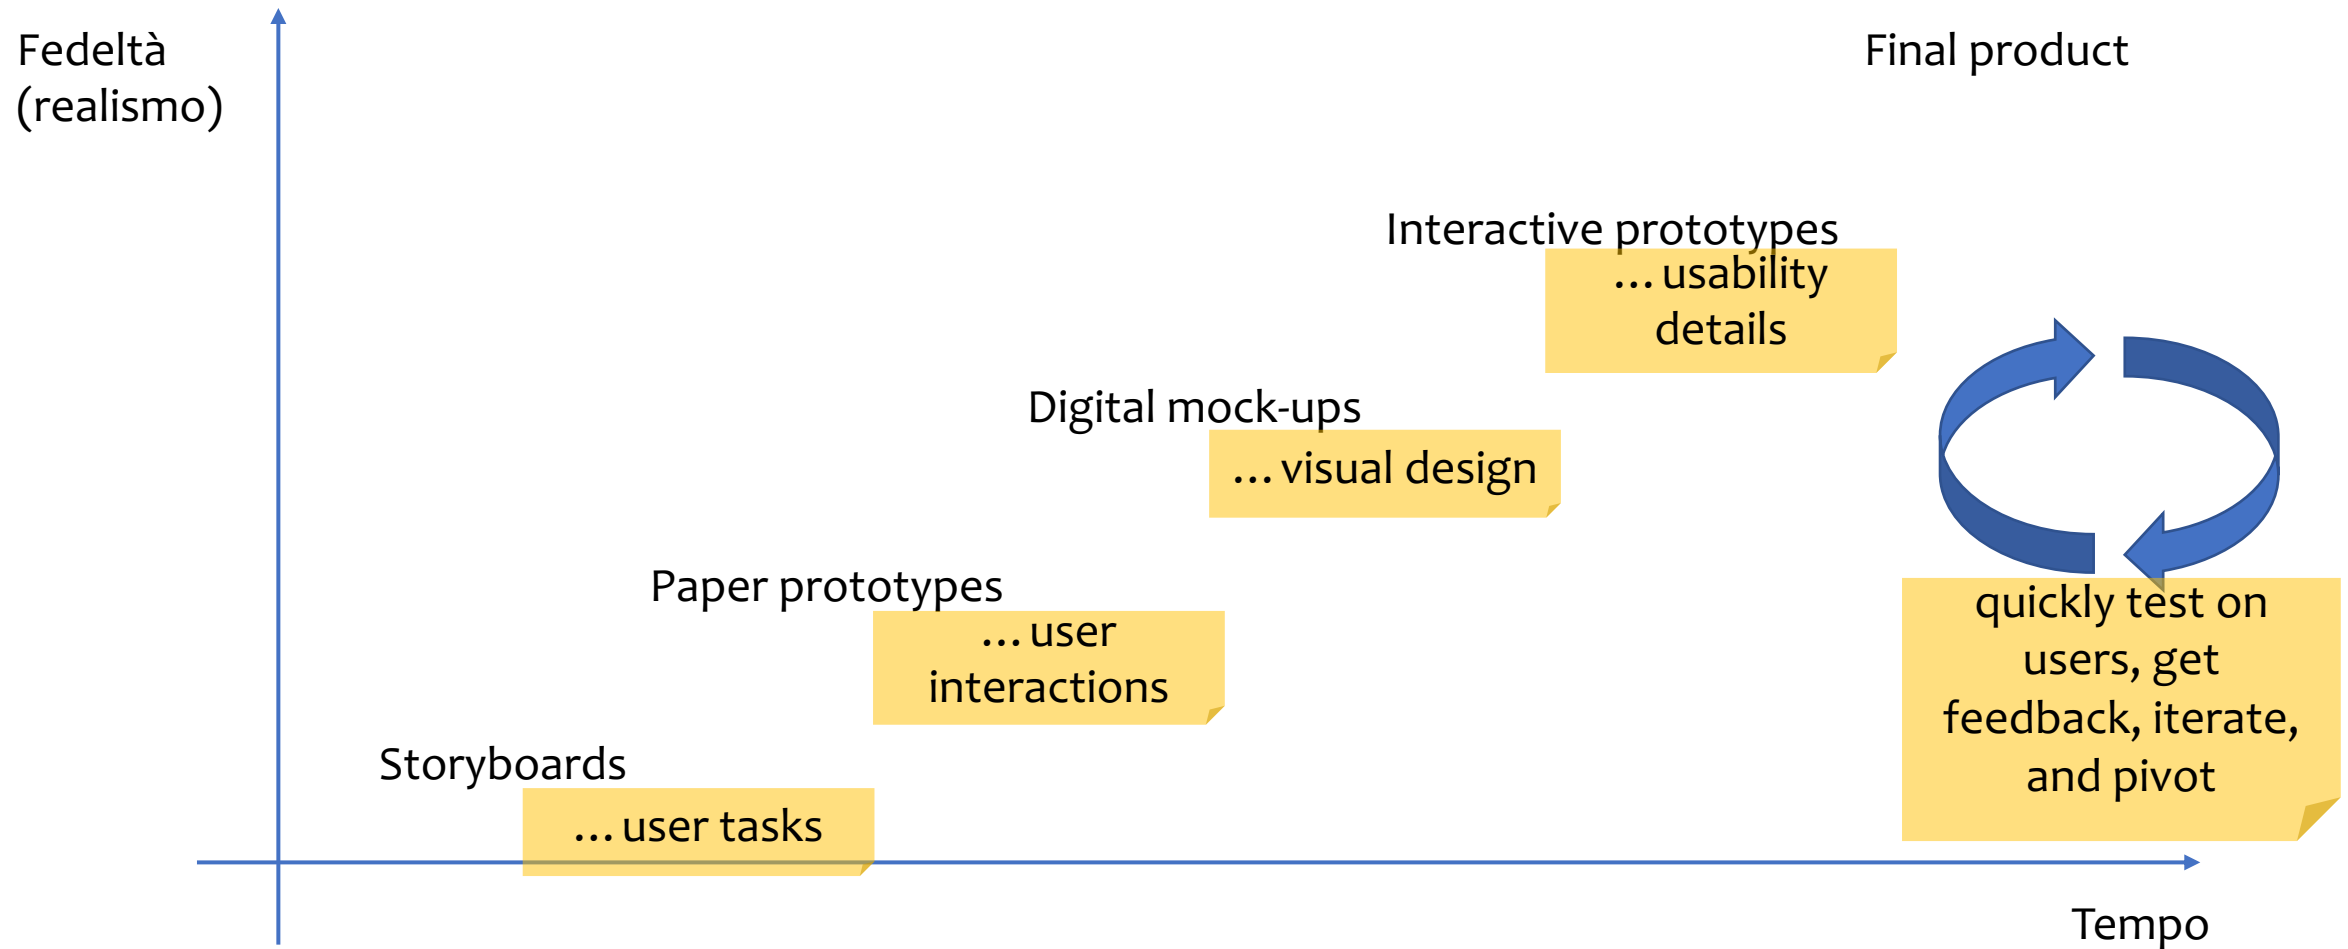 Fedeltà
(realismo)
Final product
Interactive prototypes
... usability
details
Digital mock-ups
... visual design
Paper prototypes
... user
interactions
quickly test on
users, get
feedback, iterate,
and pivot
Storyboards
... user tasks
Tempo